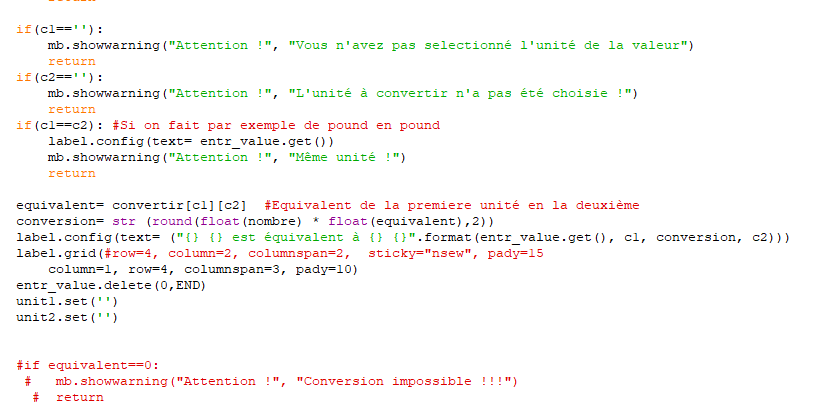 return
if(c1==''):
    mb.showwarning("Attention !", "Vous n'avez pas selectionné l'unité de la valeur")
    return
if(c2==''):
    mb.showwarning("Attention !", "L'unité à convertir n'a pas été choisie !")
    return
if(c1==c2): #Si on fait par exemple de pound en pound
    label.config(text= entr_value.get())
    mb.showwarning("Attention !", "Même unité !")
    return
equivalent= convertir[c1][c2]  #Equivalent de la premiere unité en la deuxième
conversion= str (round(float(nombre) * float(equivalent),2))
label.config(text= ("{} {} est équivalent à {} {}".format(entr_value.get(), c1, conversion, c2)))
label.grid(#row=4, column=2, columnspan=2,  sticky="nsew", pady=15
    column=1, row=4, columnspan=3, pady=10)
entr_value.delete(0,END)
unit1.set('')
unit2.set('')
#if equivalent==0:
 #   mb.showwarning("Attention !", "Conversion impossible !!!")
  #  return